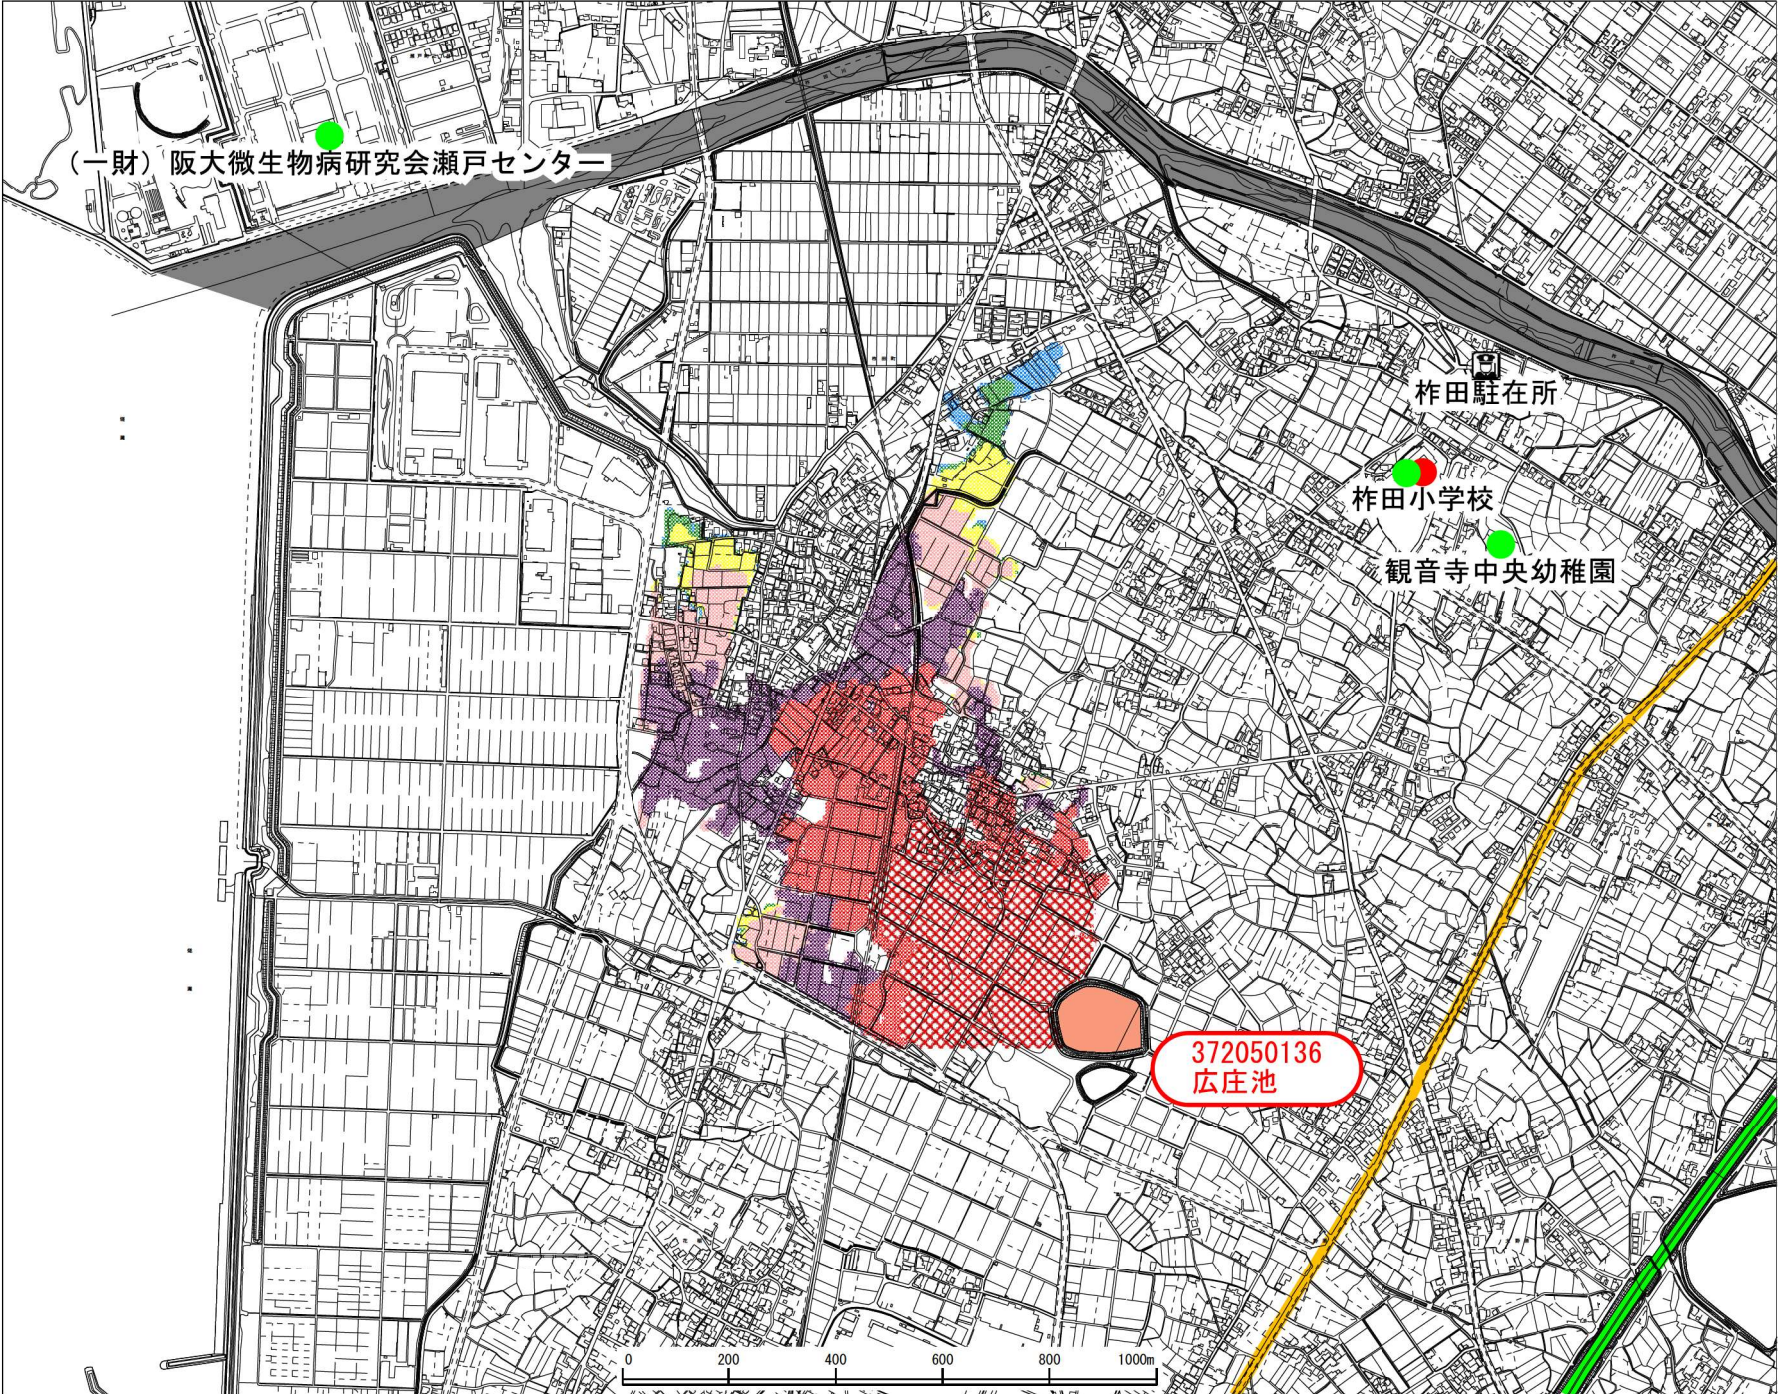 （一財）阪大微生物病研究会瀬戸センター
柞田駐在所
柞田小学校
観音寺中央幼稚園
372050136
広庄池
0 200 400 600 800 1000m